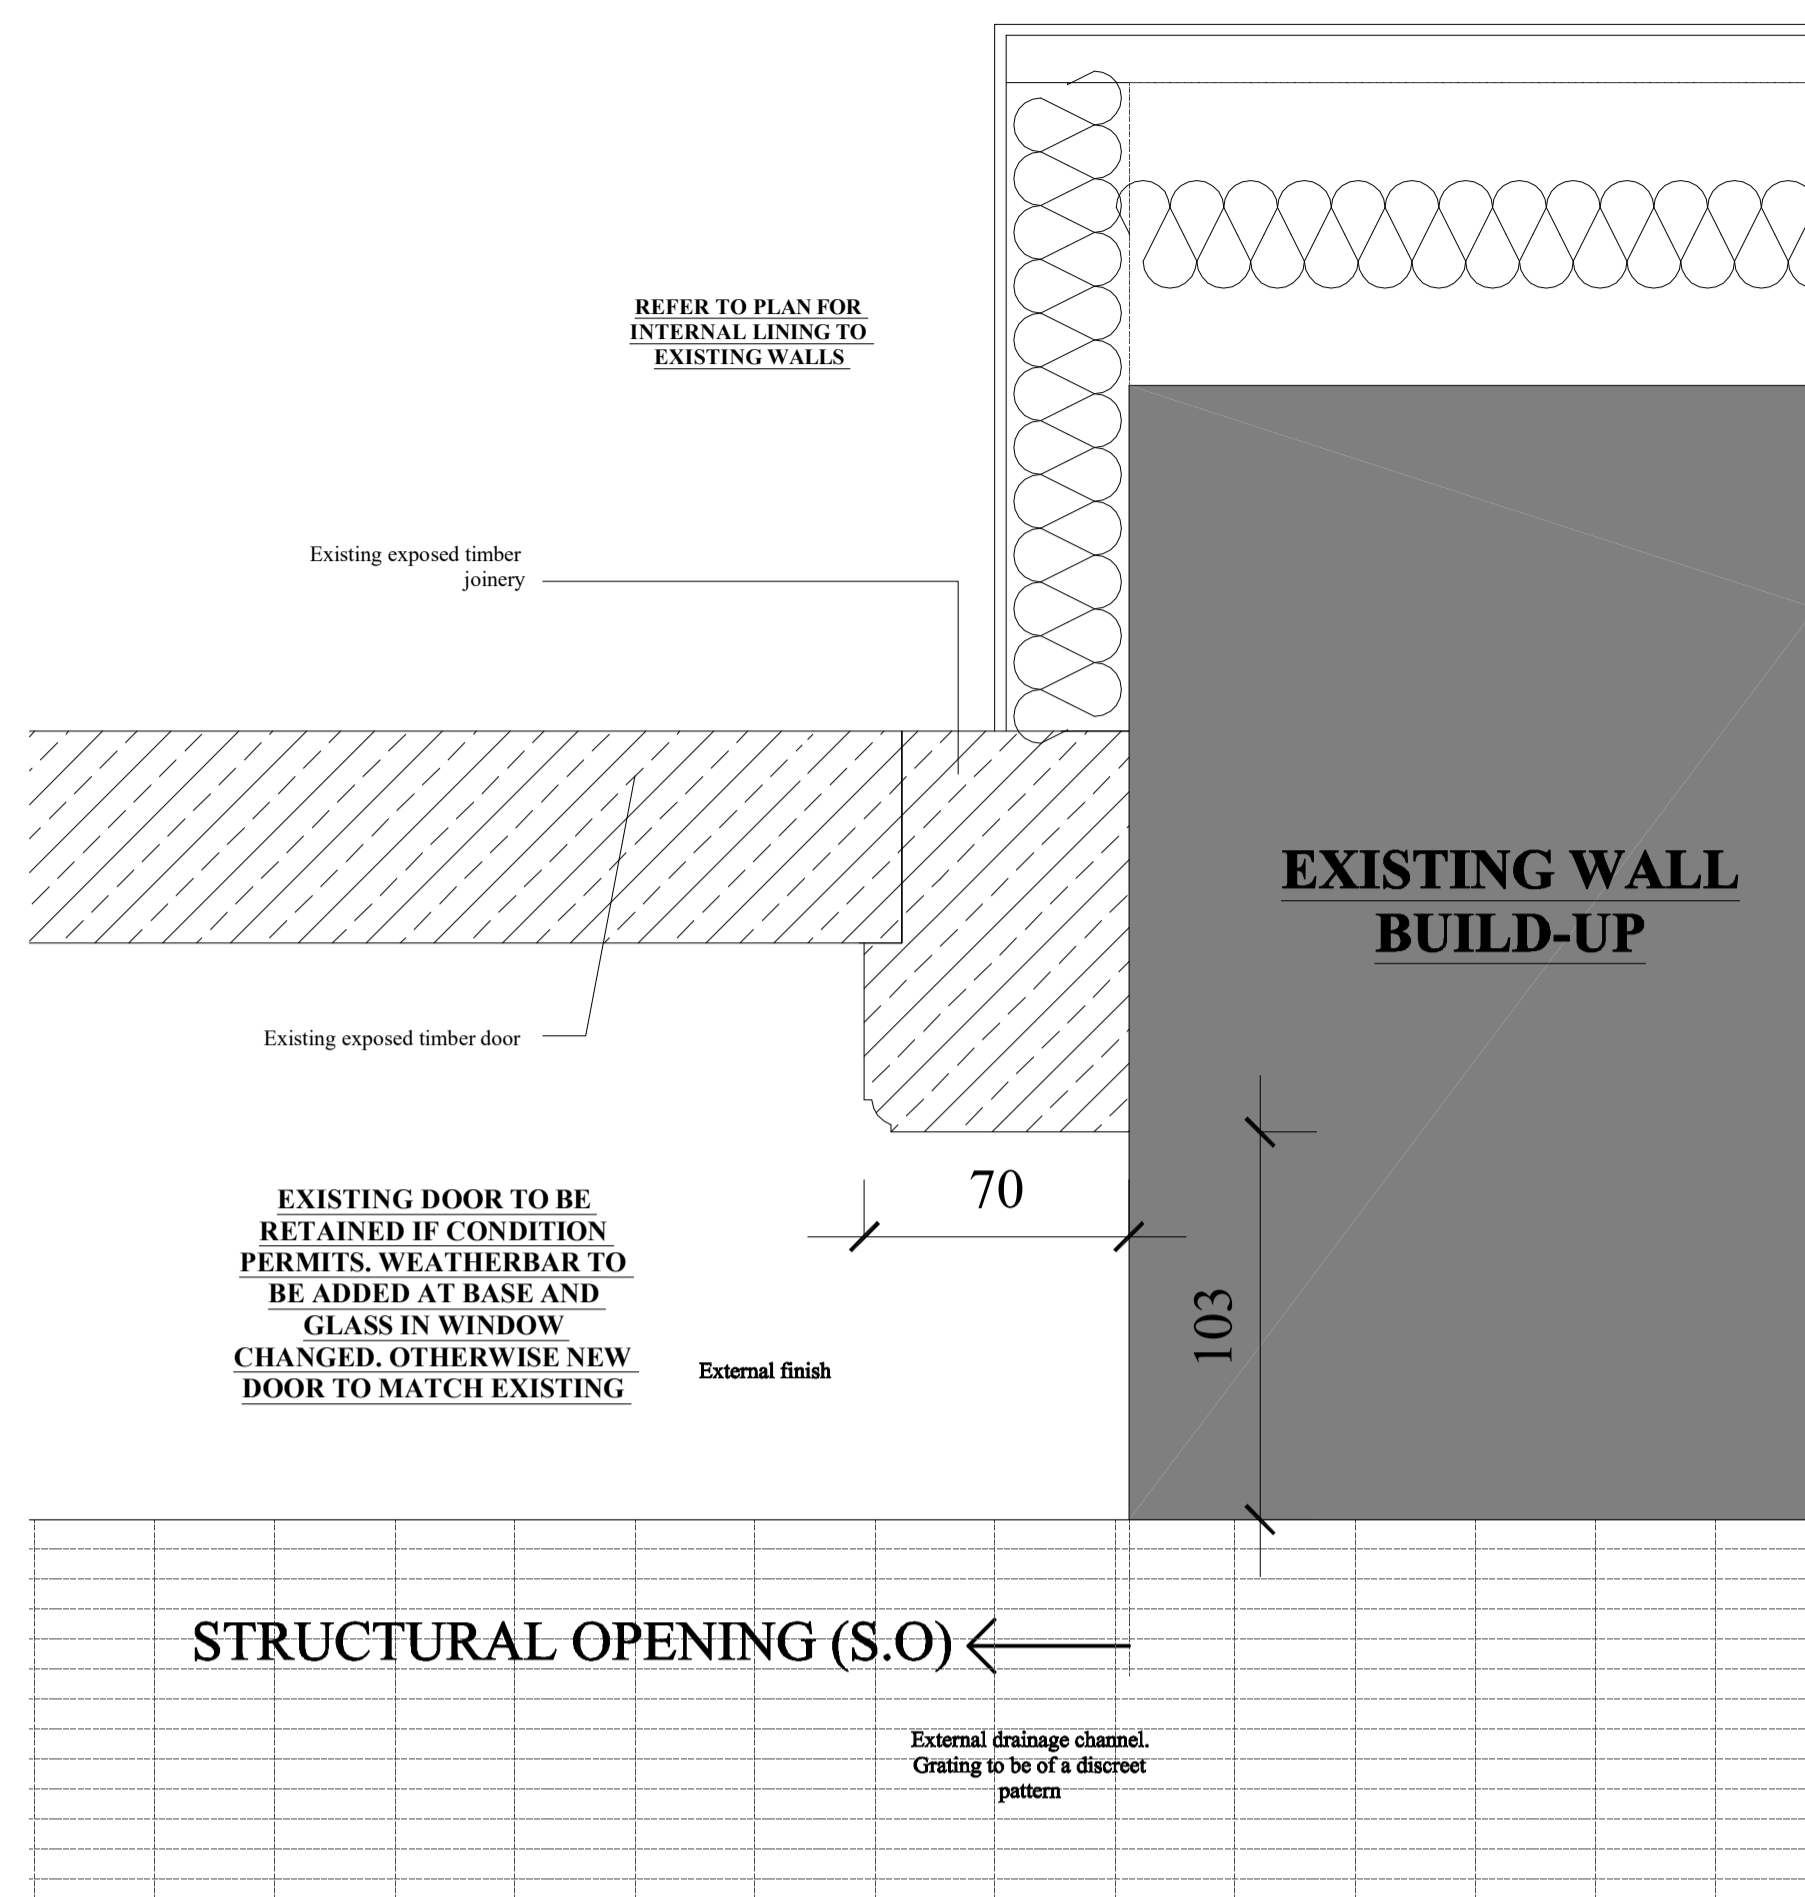 REFER TO PLAN FOR
INTERNAL LINING TO
EXISTING WALLS
Existing exposed timber
joinery
EXISTING WALL
BUILD-UP
Existing exposed timber door
70
103
EXISTING DOOR TO BE
RETAINED IF CONDITION
PERMITS. WEATHERBAR TO
BE ADDED AT BASE AND
GLASS IN WINDOW
CHANGED. OTHERWISE NEW
DOOR TO MATCH EXISTING
External finish
STRUCTURAL OPENING (S.O)
External drainage channel.
Grating to be of a discreet
pattern